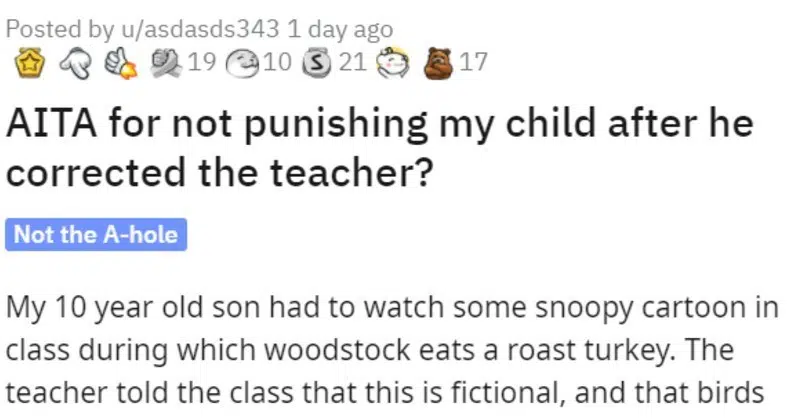 Posted by u/asdasds343 1 day ago
19 10 S 21 17
AITA for not punishing my child after he
corrected the teacher?
Not the A-hole
My 10 year old son had to watch some snoopy cartoon in
class during which woodstock eats a roast turkey. The
teacher told the class that this is fictional, and that birds